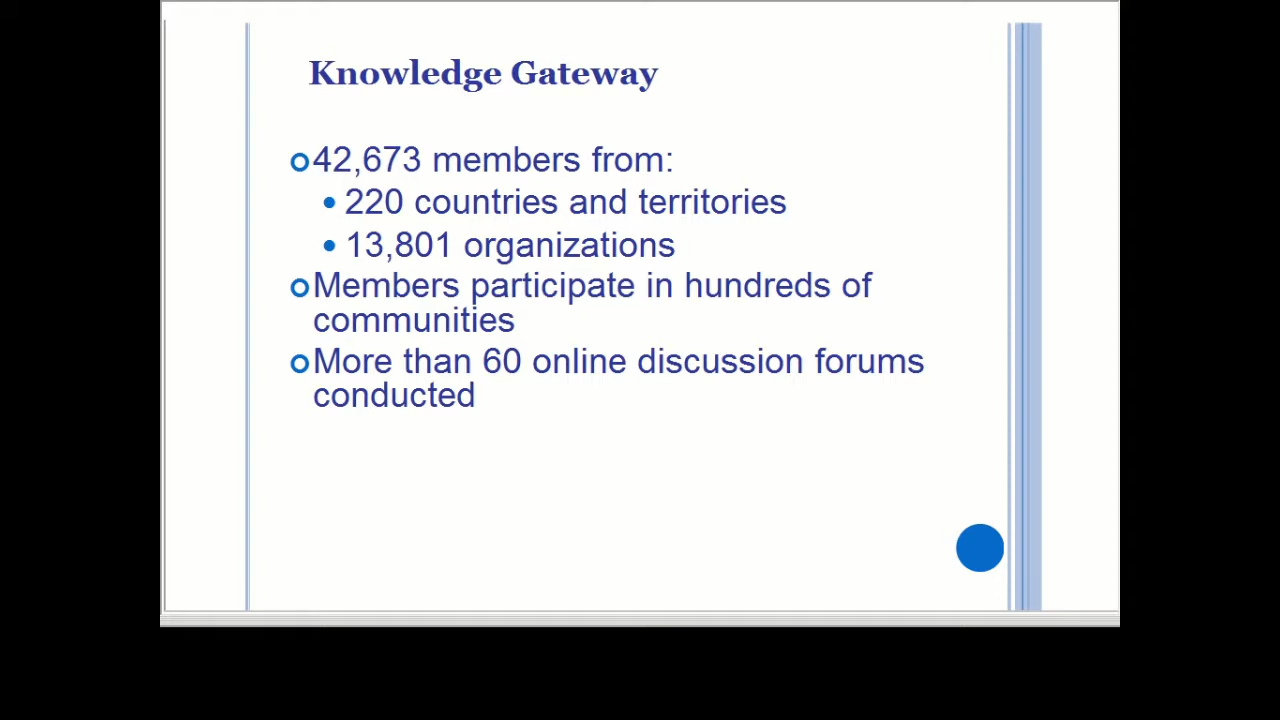 Knowledge Gateway
42,673 members from:
220 countries and territories
13,801 organizations
Members participate in hundreds of
communities
More than 60 online discussion forums
conducted